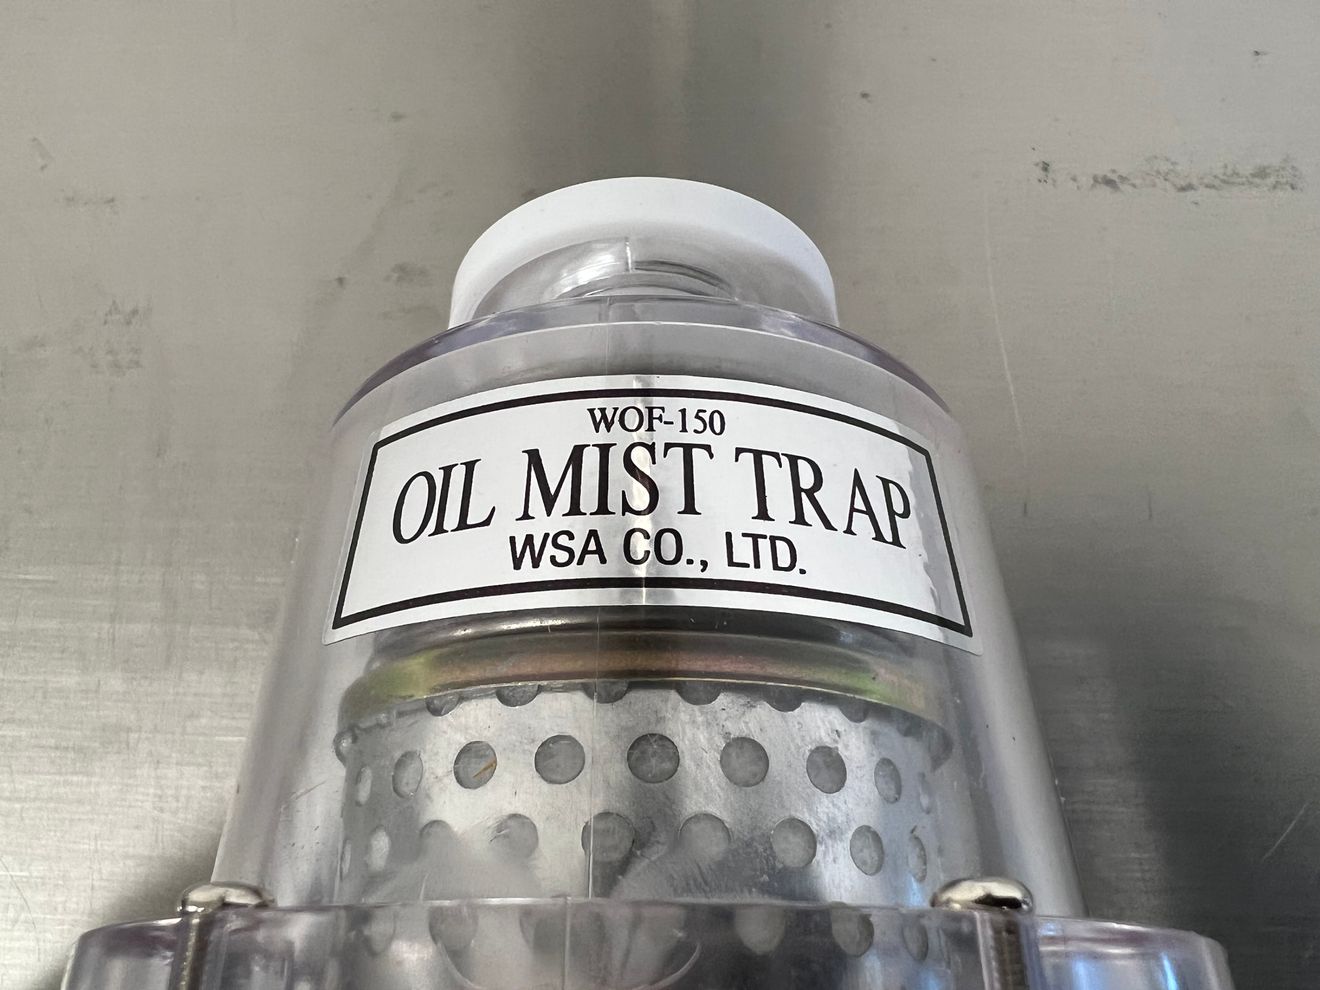 WOF-150
OIL MIST TRAP
WSA CO., LTD.